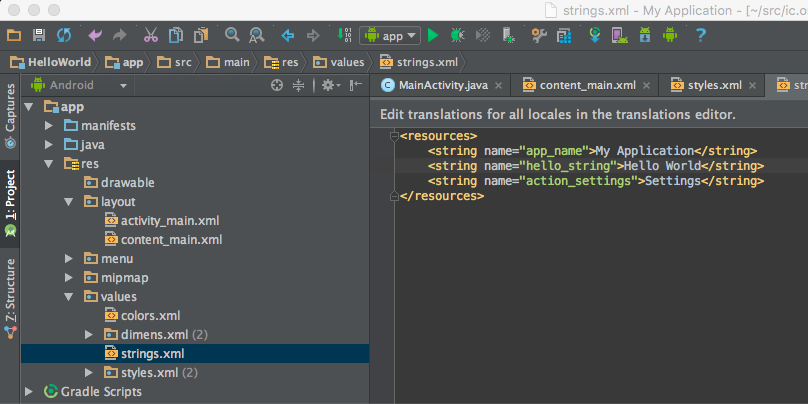 strings.xml - My Application - [~/src/ic.o
app
HelloWorld app src main res values strings.xml
Android
MainActivity.java content_main.xml styles.xml str
Captures
1: Project
Z: Structure
app
manifests
java
res
drawable
layout
activity_main.xml
content_main.xml
menu
mipmap
values
colors.xml
dimens.xml (2)
strings.xml
styles.xml (2)
Gradle Scripts
Edit translations for all locales in the translations editor.
<resources>
<string name="app_name">My Application</string>
<string name="hello_string">Hello World</string>
<string name="action_settings">Settings</string>
</resources>